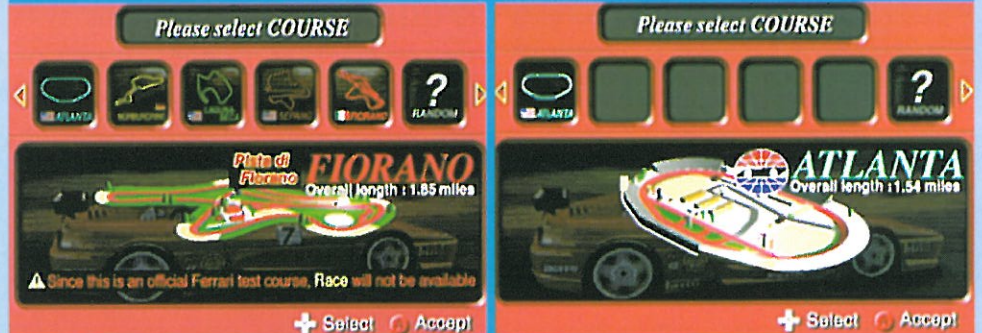 Please select COURSE
ATLANTA
NURBURGRING
LAGUNA
SEPANG
FIORANO
?
RANDOM
Pista di
Fiorano
FIORANO
Overall length : 1.85 miles
7
⚠ Since this is an official Ferrari test course, Race will not be available
Select Accept
Please select COURSE
ATLANTA
?
RANDOM
ATLANTA
Overall length : 1.54 miles
Select Accept